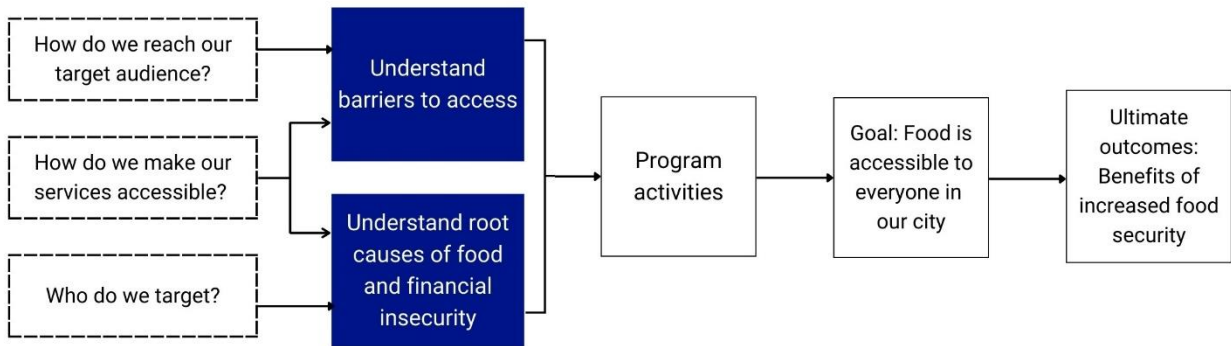 How do we reach our
target audience?
How do we make our
services accessible?
Who do we target?
Understand
barriers to access
Understand root
causes of food
and financial
insecurity
Program
activities
Goal: Food is
accessible to
everyone in
our city
Ultimate
outcomes:
Benefits of
increased food
security